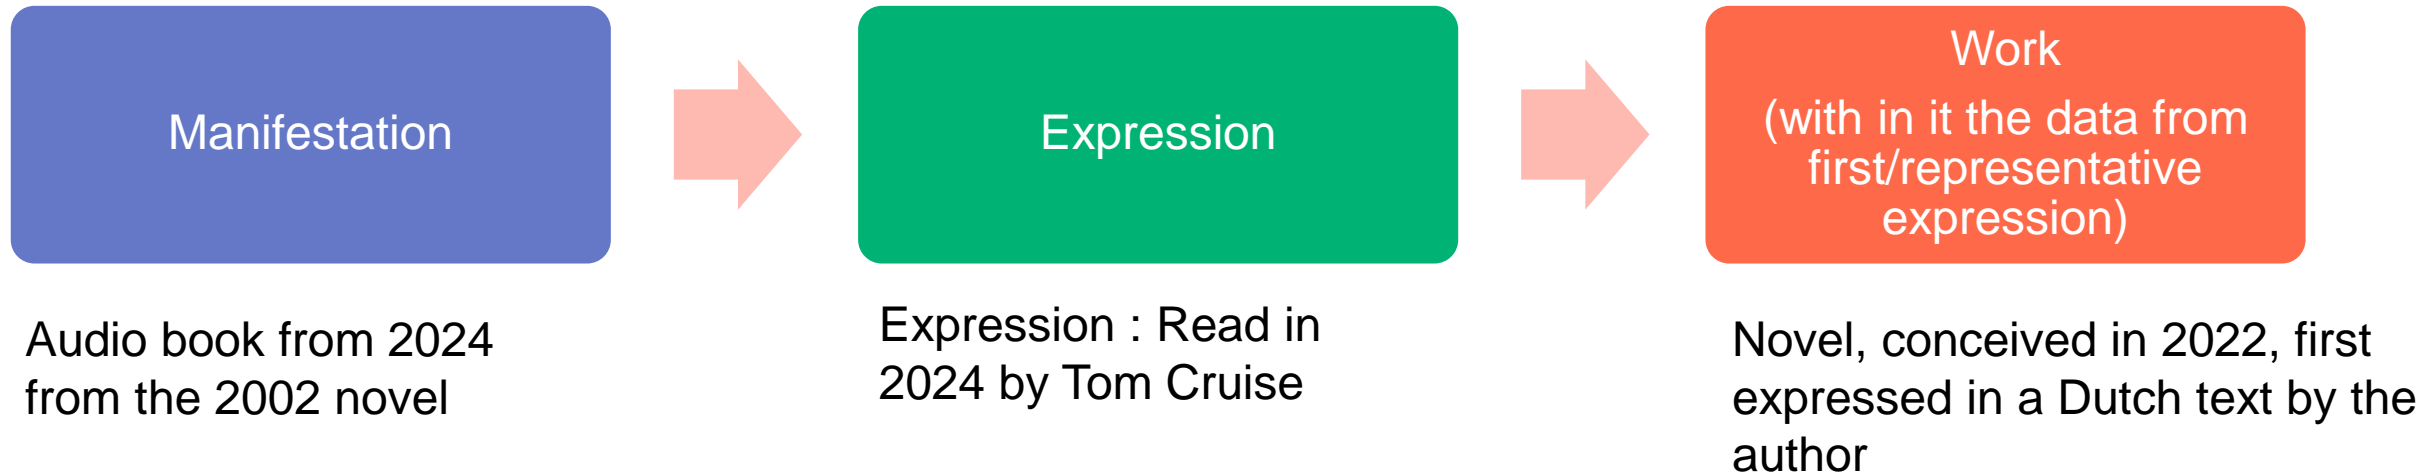 Manifestation
Expression
Work
(with in it the data from
first/representative
expression)
Audio book from 2024
from the 2002 novel
Expression : Read in
2024 by Tom Cruise
Novel, conceived in 2022, first
expressed in a Dutch text by the
author